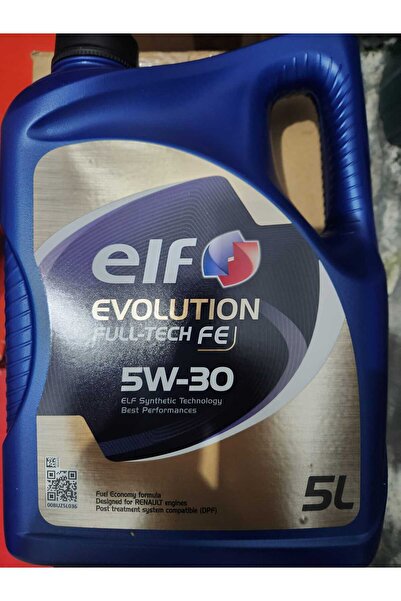 elf
EVOLUTION
FULL-TECH FE
5W-30
ELF Synthetic Technology
Best Performances
Fuel Economy formula
Designed for RENAULT engines
Post treatment system compatible (DPF)
5L